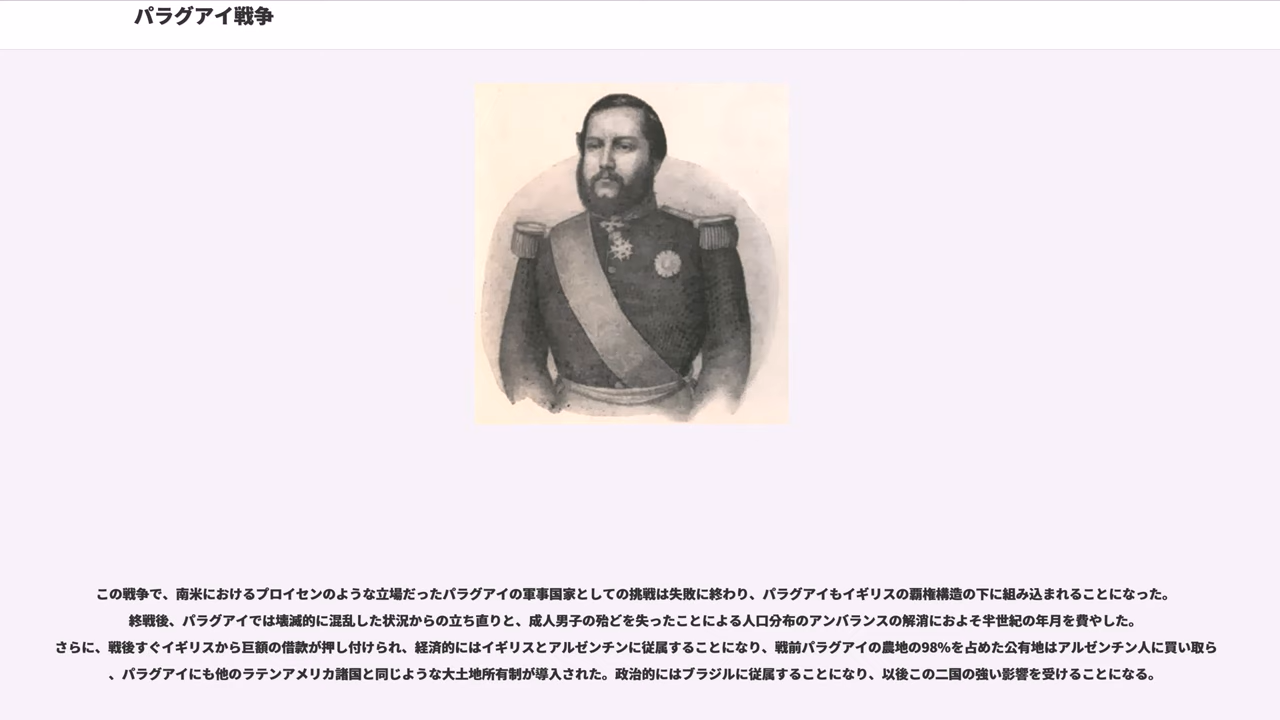 パラグアイ戦争
この戦争で、南米におけるプロイセンのような立場だったパラグアイの軍事国家としての挑戦は失敗に終わり、パラグアイもイギリスの覇権構造の下に組み込まれることになった。
終戦後、パラグアイでは壊滅的に混乱した状況からの立ち直りと、成人男子の殆どを失ったことによる人口分布のアンバランスの解消におよそ半世紀の年月を費やした。
さらに、戦後すぐイギリスから巨額の借款が押し付けられ、経済的にはイギリスとアルゼンチンに従属することになり、戦前パラグアイの農地の98%を占めた公有地はアルゼンチン人に買い取ら
、パラグアイにも他のラテンアメリカ諸国と同じような大土地所有制が導入された。政治的にはブラジルに従属することになり、以後この二国の強い影響を受けることになる。